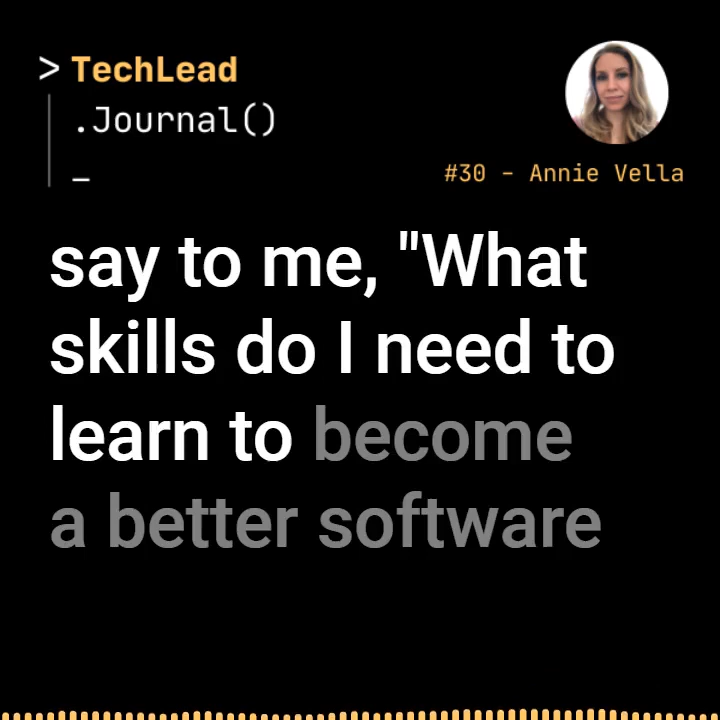 > TechLead
.Journal()
_
#30 - Annie Vella
say to me, "What
skills do I need to
learn to become
a better software